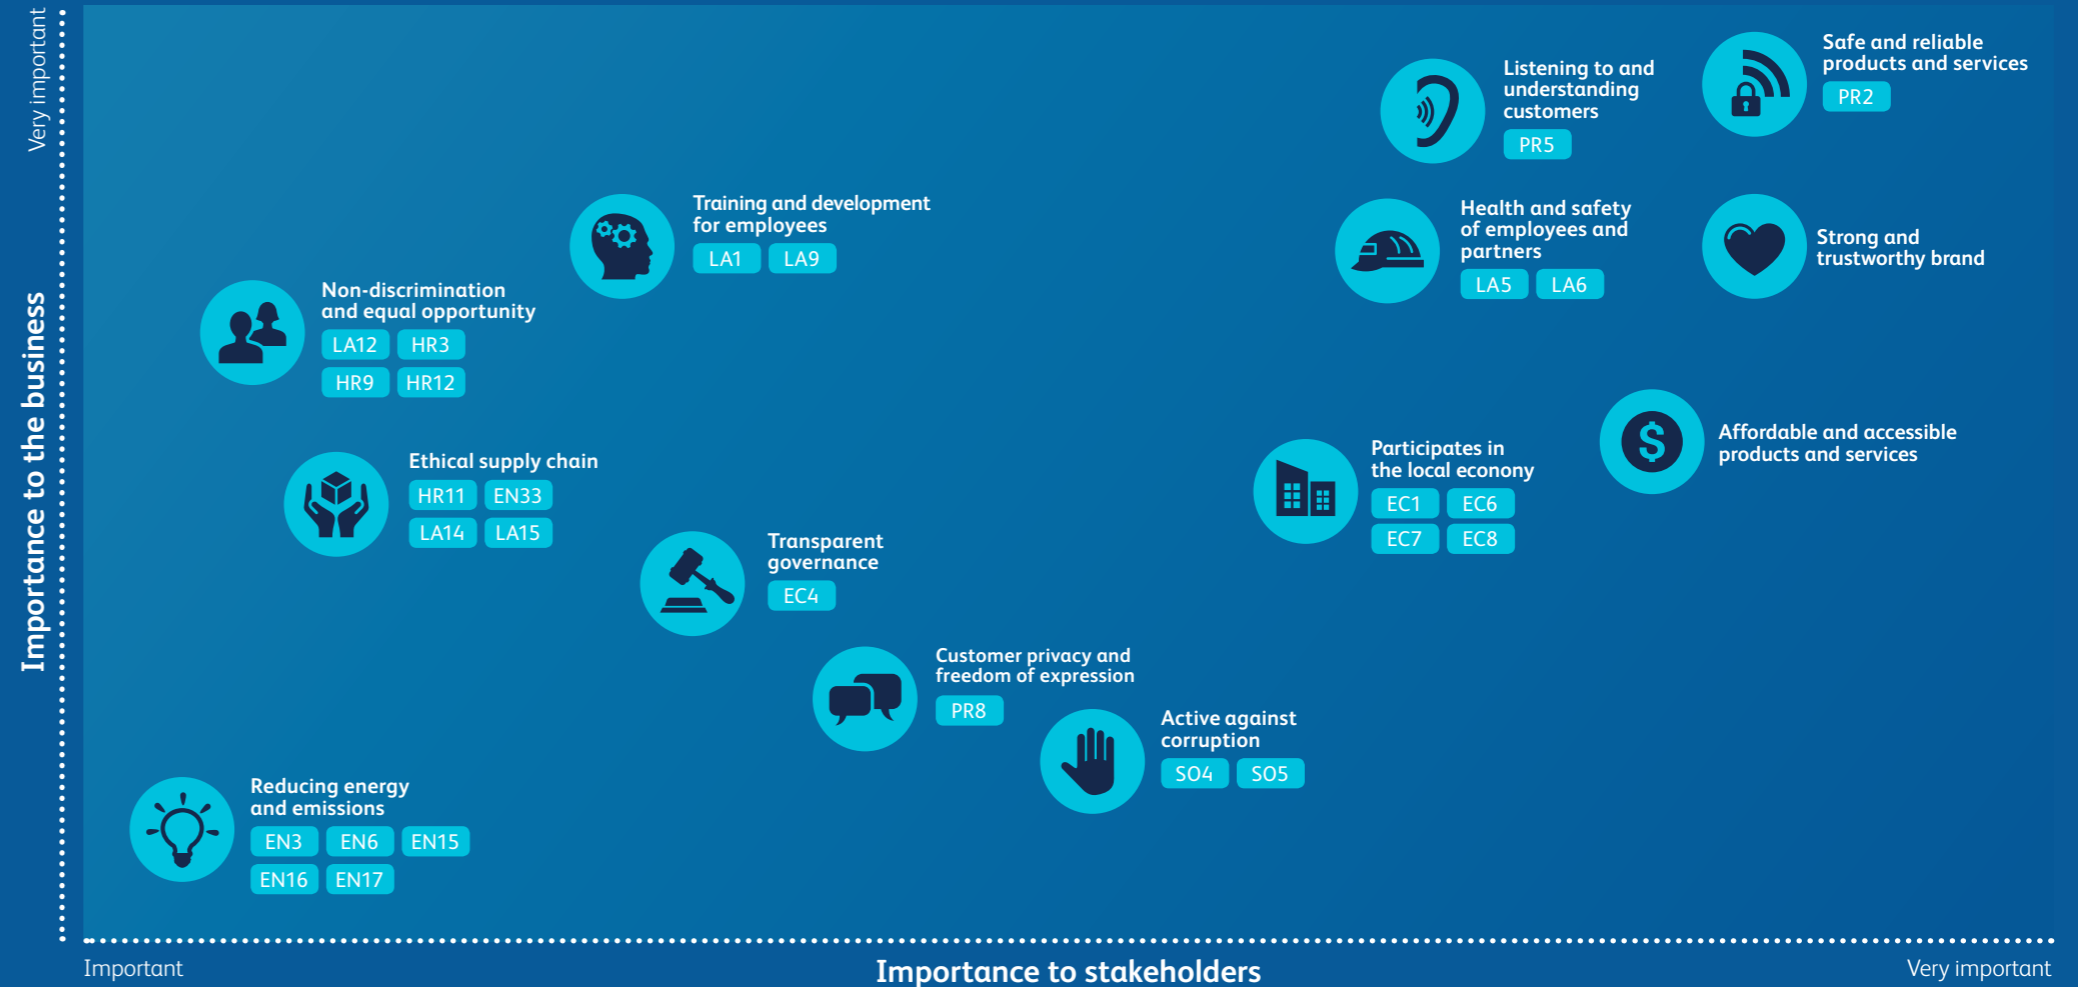 Very important
Importance to the business
Safe and reliable
products and services
PR2
Listening to and
understanding
customers
PR5
Training and development
for employees
LA1 LA9
Health and safety
of employees and
partners
LA5 LA6
Strong and
trustworthy brand
Non-discrimination
and equal opportunity
LA12 HR3
HR9 HR12
Affordable and accessible
products and services
Participates in
the local econony
EC1 EC6
EC7 EC8
Ethical supply chain
HR11 EN33
LA14 LA15
Transparent
governance
EC4
Customer privacy and
freedom of expression
PR8
Active against
corruption
SO4 SO5
Reducing energy
and emissions
EN3 EN6 EN15
EN16 EN17
Important
Importance to stakeholders
Very important